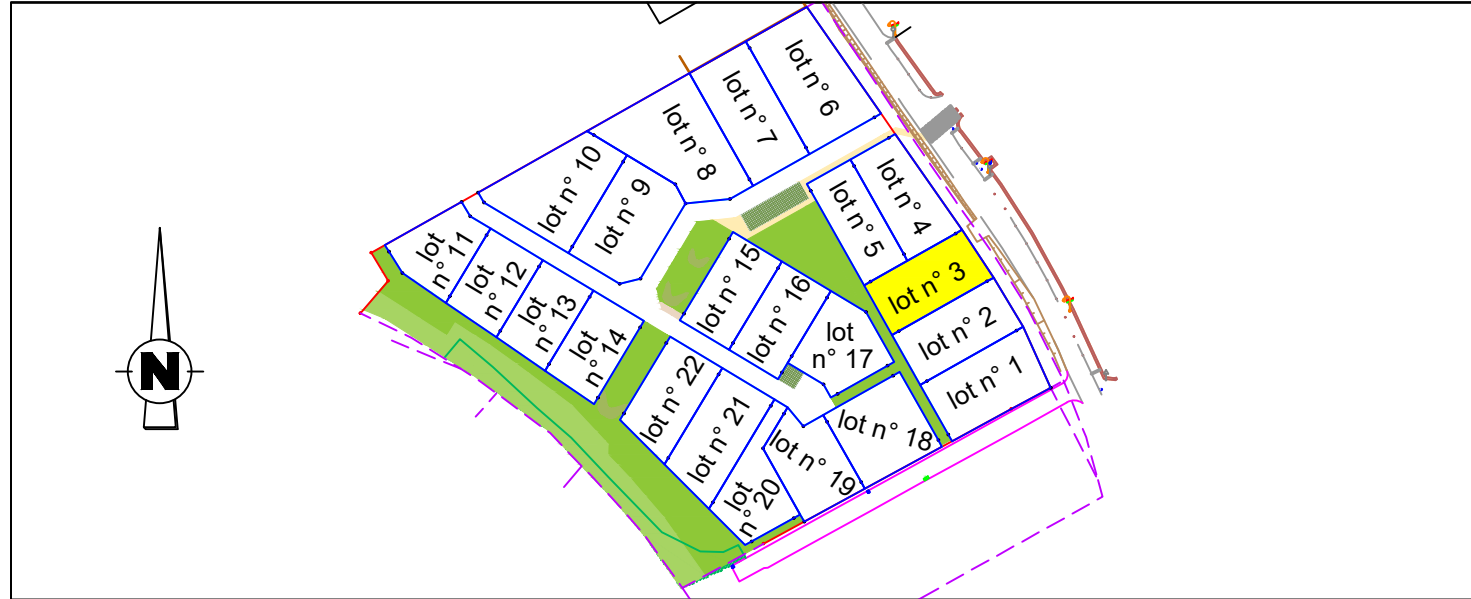 lot n° 6
lot n° 7
lot n° 8
lot n° 10
lot n° 9
lot
n° 11
lot
n° 12
lot
n° 13
lot
n° 14
lot n° 15
lot n° 16
lot
n° 17
lot n° 5
lot n° 4
lot n° 3
lot n° 2
lot n° 1
lot n° 18
lot n° 19
lot
n° 20
lot n° 21
lot n° 22
N